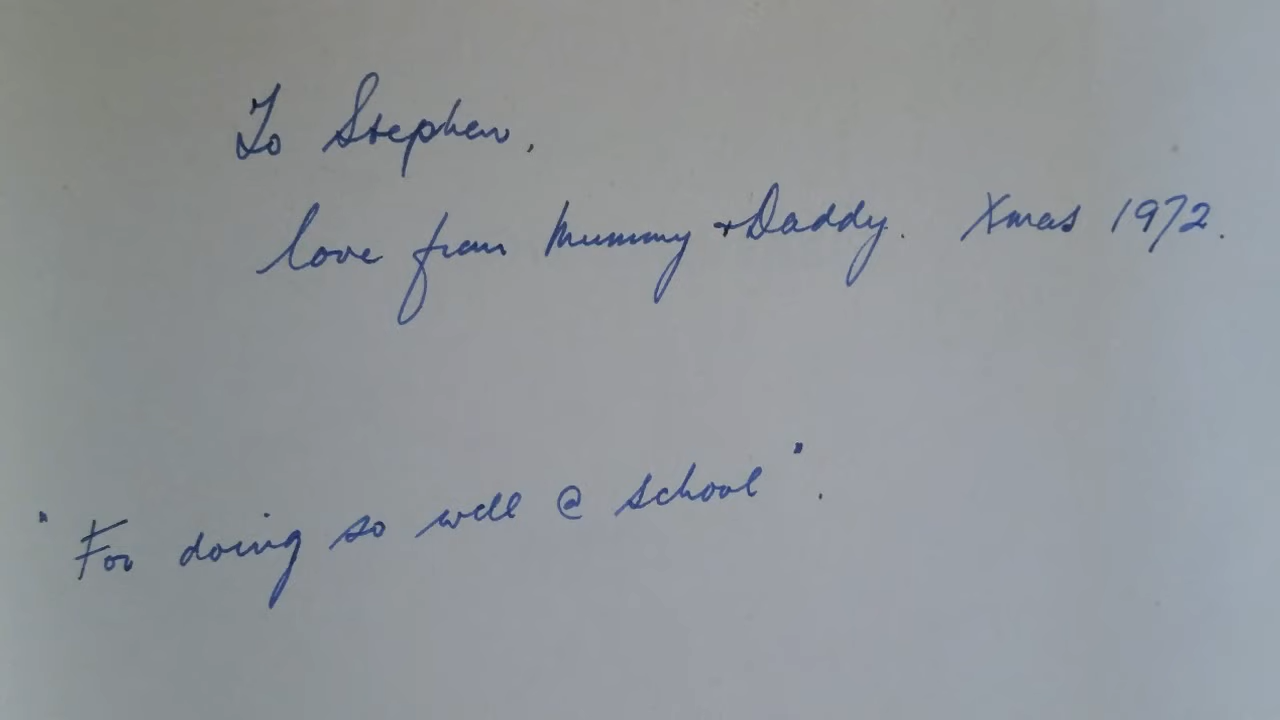 To Stephen,
love from Mummy + Daddy. Xmas 1972.
"For doing so well @ school".